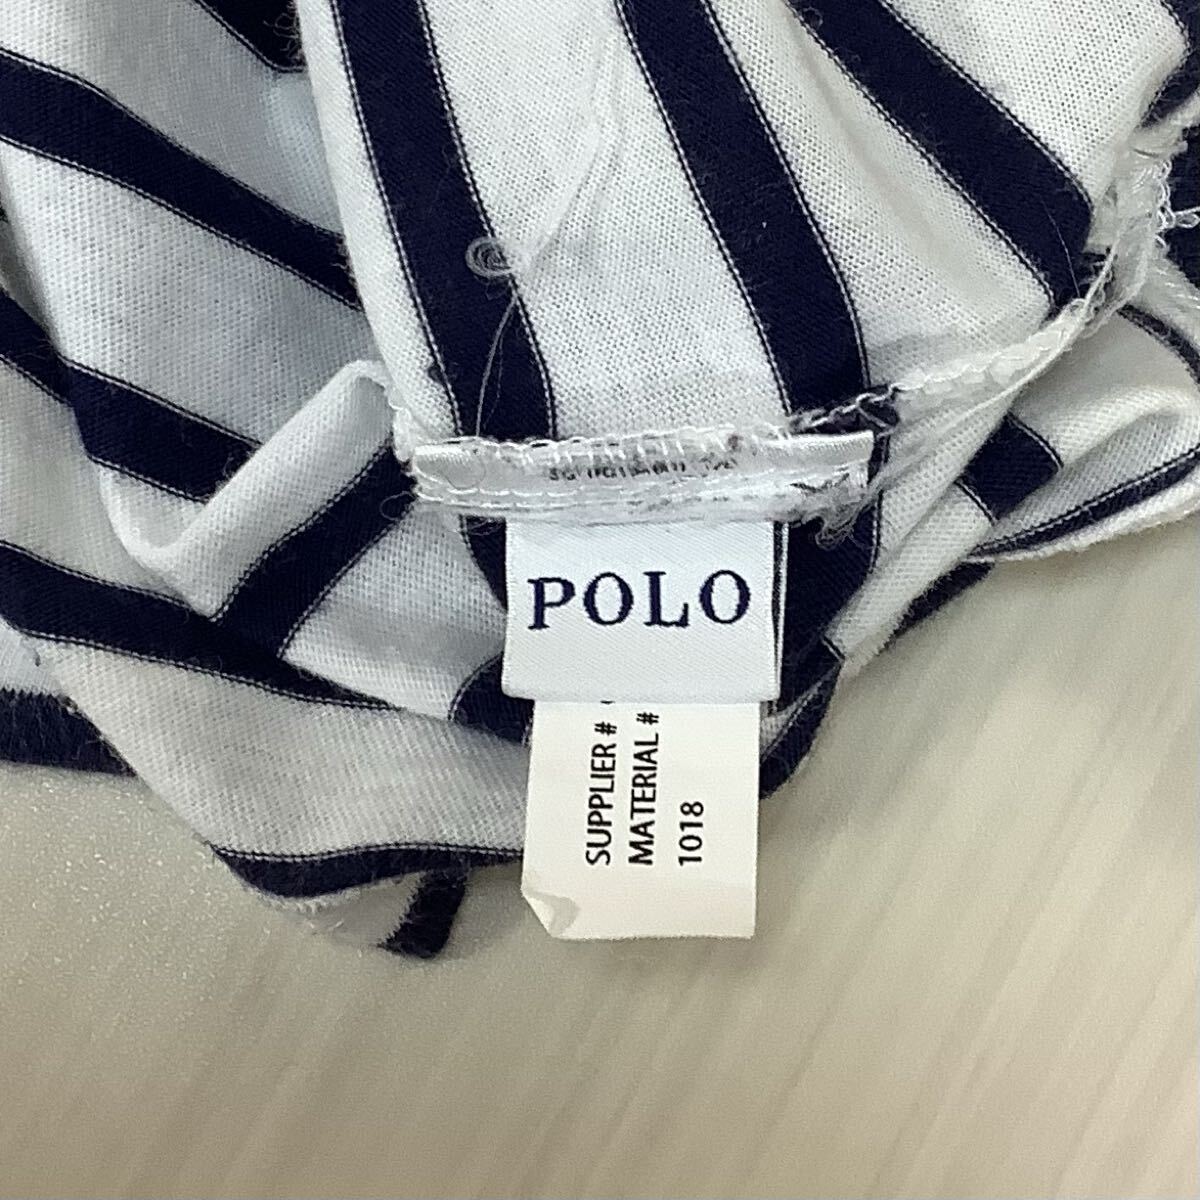 POLO
SUPPLIER #
MATERIAL #
1018